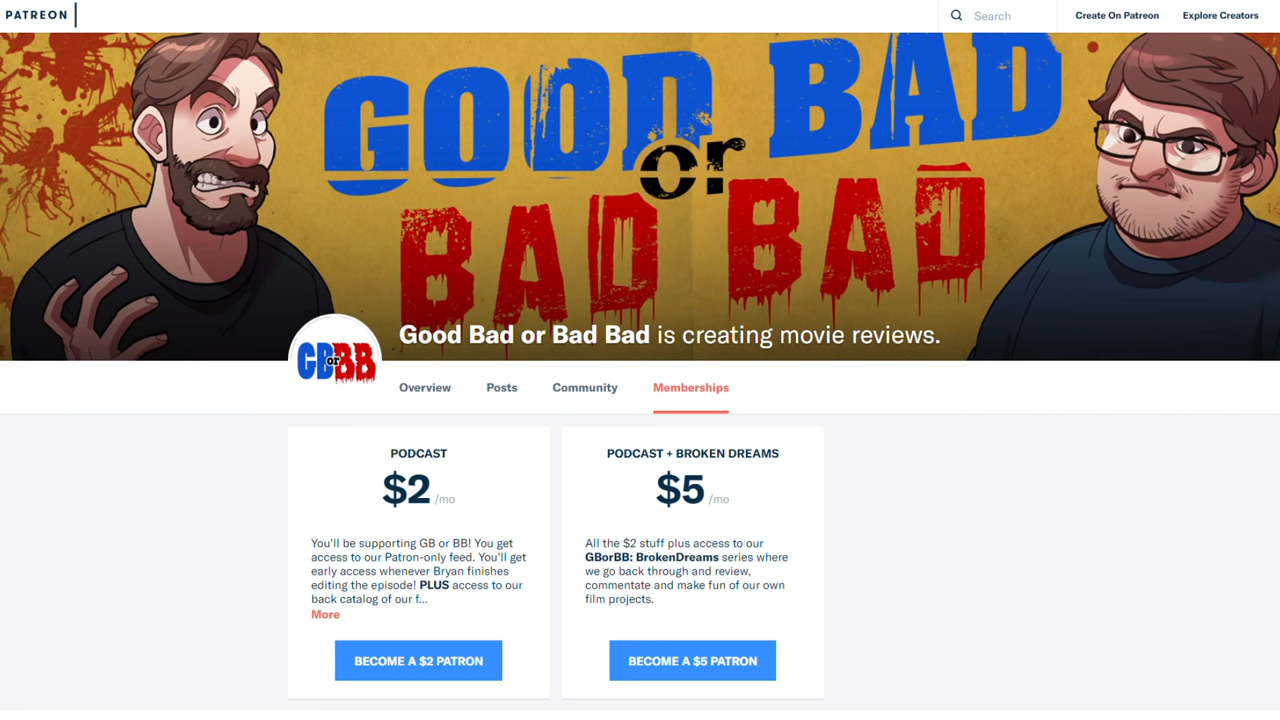 PATREON
Search
Create On Patreon
Explore Creators
GOOD BAD
or
BAD BAD
Good Bad or Bad Bad is creating movie reviews.
GB or BB
Overview
Posts
Community
Memberships
PODCAST
$2 /mo
You'll be supporting GB or BB! You get
access to our Patron-only feed. You'll get
early access whenever Bryan finishes
editing the episode! PLUS access to our
back catalog of our f...
More
BECOME A $2 PATRON
PODCAST + BROKEN DREAMS
$5 /mo
All the $2 stuff plus access to our
GBorBB: BrokenDreams series where
we go back through and review,
commentate and make fun of our own
film projects.
BECOME A $5 PATRON